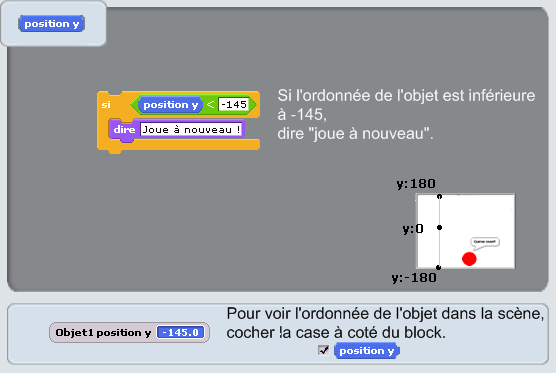 position y
si position y < -145
dire Joue à nouveau !
Si l'ordonnée de l'objet est inférieure
à -145,
dire "joue à nouveau".
y:180
y:0
y:-180
Pour voir l'ordonnée de l'objet dans la scène,
Objet1 position y -145.0
cocher la case à coté du block.
position y